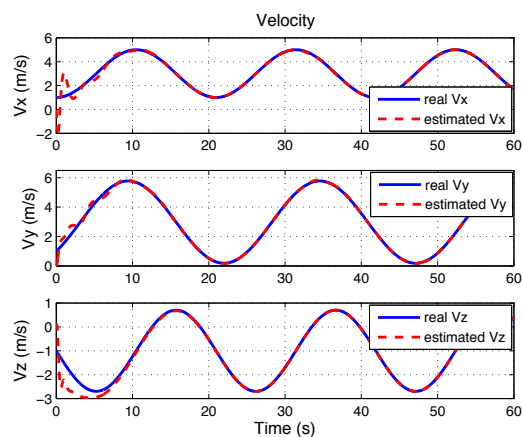 Velocity
Vx (m/s)
6
4
2
0
−2
0 10 20 30 40 50 60
real Vx
estimated Vx
Vy (m/s)
6
4
2
0
0 10 20 30 40 50 60
real Vy
estimated Vy
Vz (m/s)
1
0
−1
−2
−3
0 10 20 30 40 50 60
real Vz
estimated Vz
Time (s)